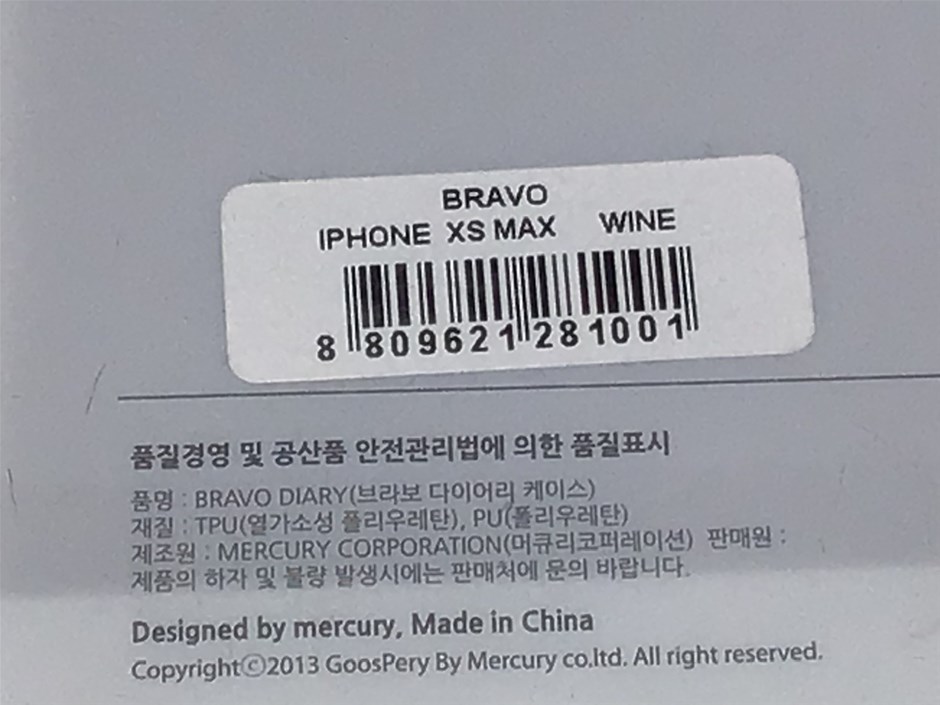 BRAVO
IPHONE XS MAX WINE
8 809621 281001
품질경영 및 공산품 안전관리법에 의한 품질표시
품명 : BRAVO DIARY(브라보 다이어리 케이스)
재질 : TPU(열가소성 폴리우레탄), PU(폴리우레탄)
제조원 : MERCURY CORPORATION(머큐리코퍼레이션) 판매원 :
제품의 하자 및 불량 발생시에는 판매처에 문의 바랍니다.
Designed by mercury, Made in China
Copyrightⓒ2013 GoosPery By Mercury co.ltd. All right reserved.